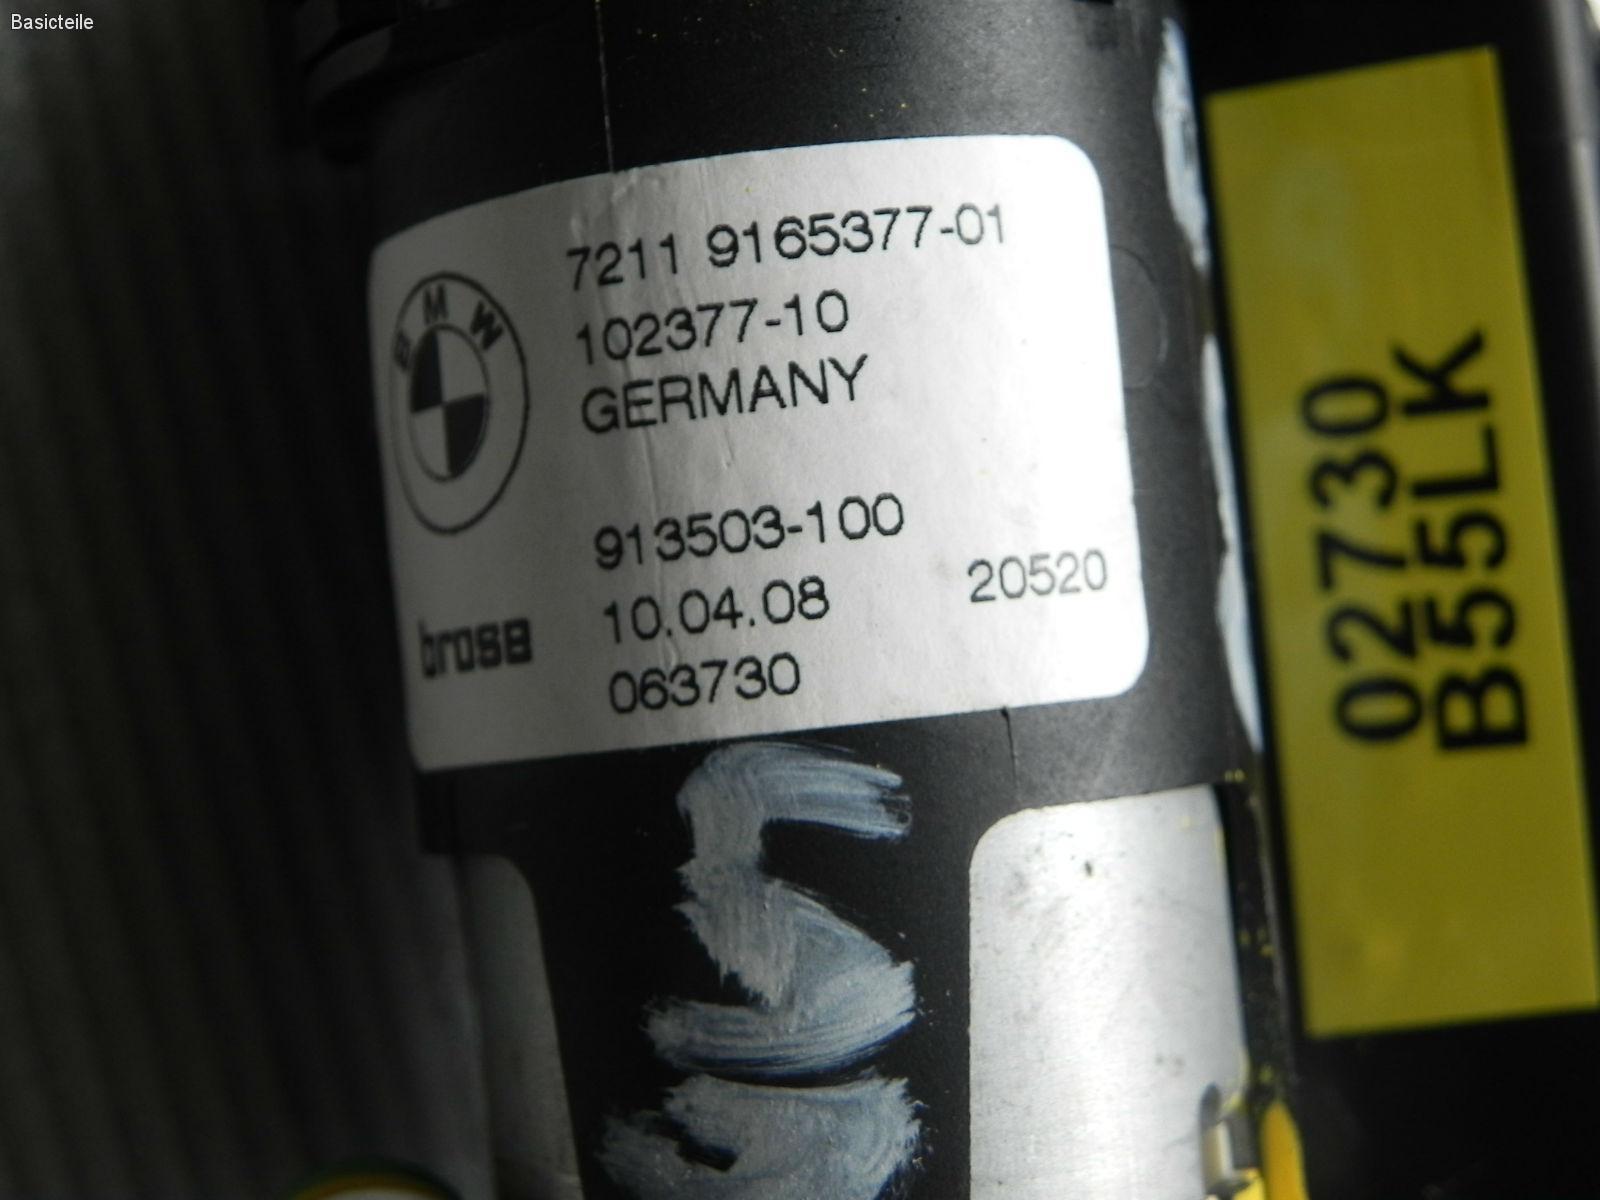 Basicteile
7211 9165377-01
102377-10
GERMANY
BMW
913503-100
10.04.08
20520
063730
brose
02730
B55LK